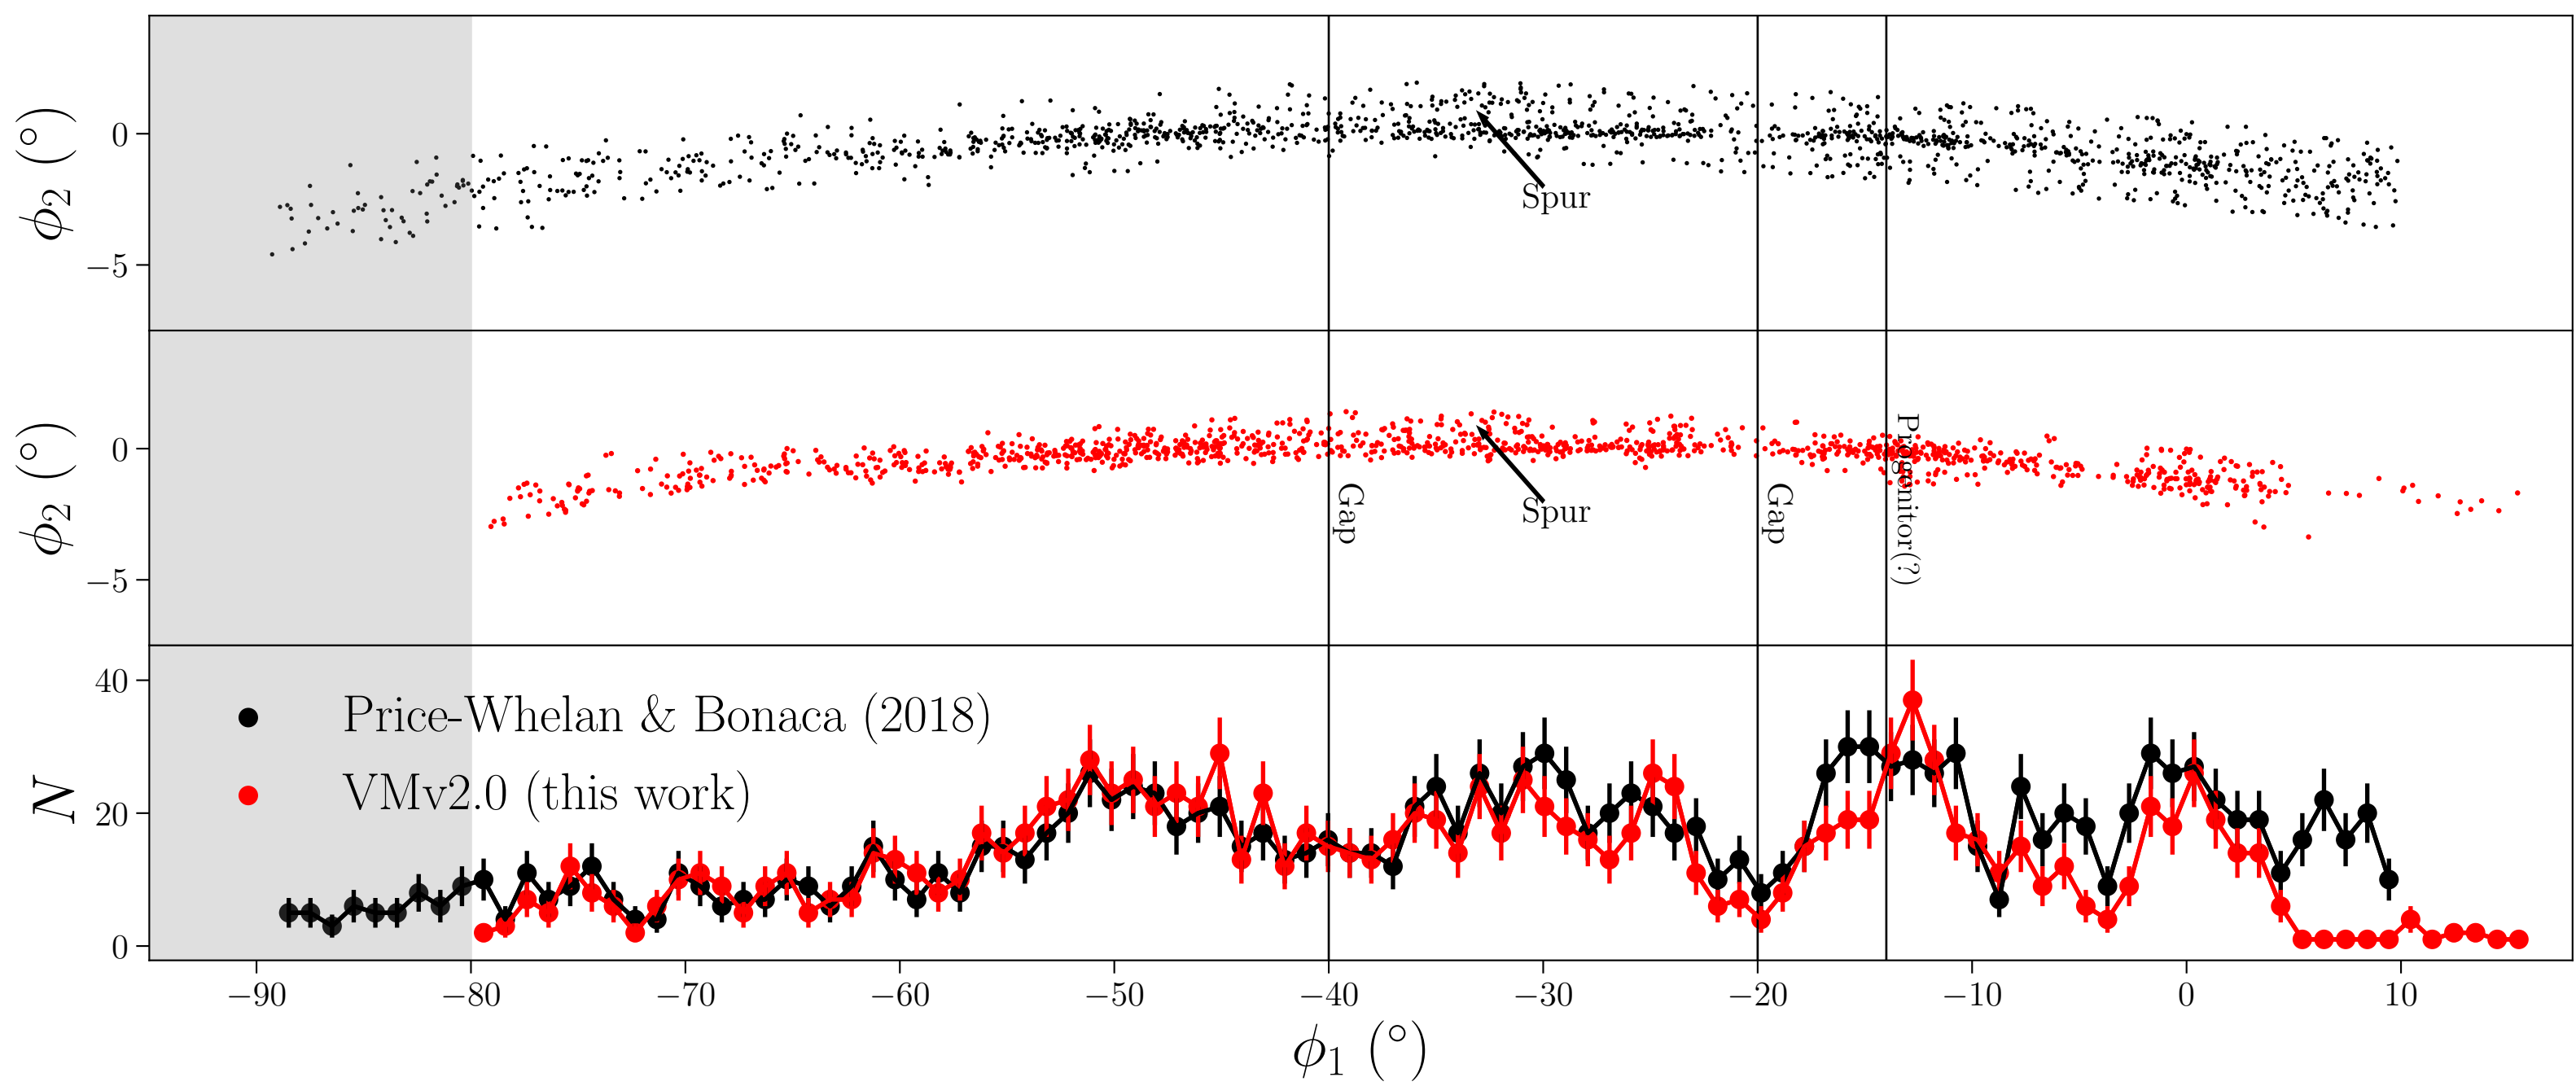 ϕ₂ (°)
0
−5
Spur
ϕ₂ (°)
0
−5
Gap
Spur
Gap
Progenitor(?)
N
40
20
0
Price-Whelan & Bonaca (2018)
VMv2.0 (this work)
−90 −80 −70 −60 −50 −40 −30 −20 −10 0 10
ϕ₁ (°)